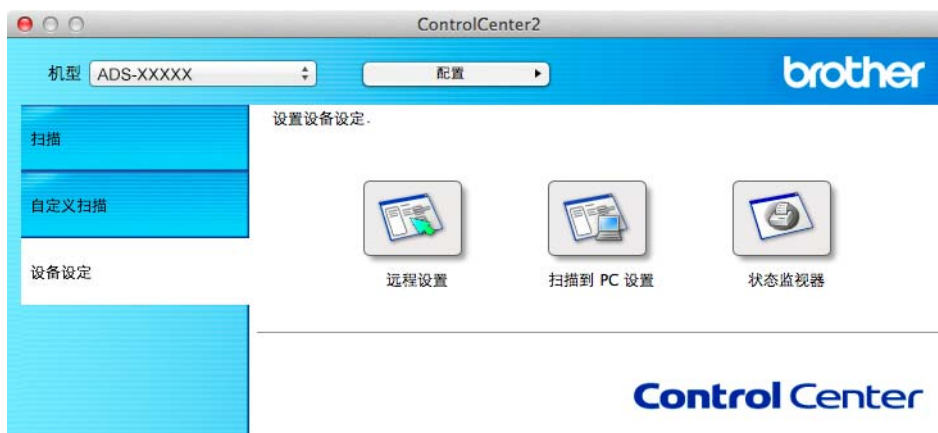 ControlCenter2
机型 ADS-XXXXX 配置 brother
扫描
自定义扫描
设备设定
设置设备设定.
远程设置 扫描到 PC 设置 状态监视器
Control Center